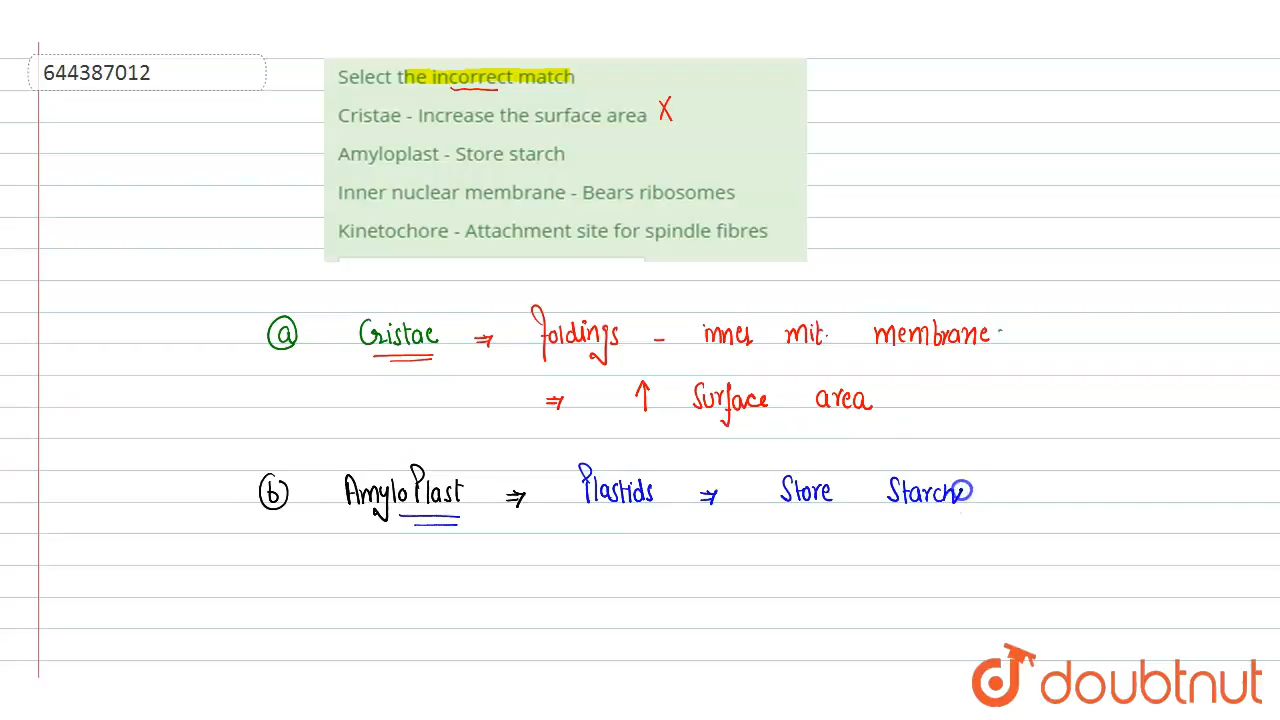 644387012
Select the incorrect match
Cristae - Increase the surface area X
Amyloplast - Store starch
Inner nuclear membrane - Bears ribosomes
Kinetochore - Attachment site for spindle fibres
(a) Cristae ⇒ foldings - inner mit. membrane
⇒ ↑ Surface area
(b) AmyloPlast ⇒ Plastids ⇒ Store Starch
doubtnut